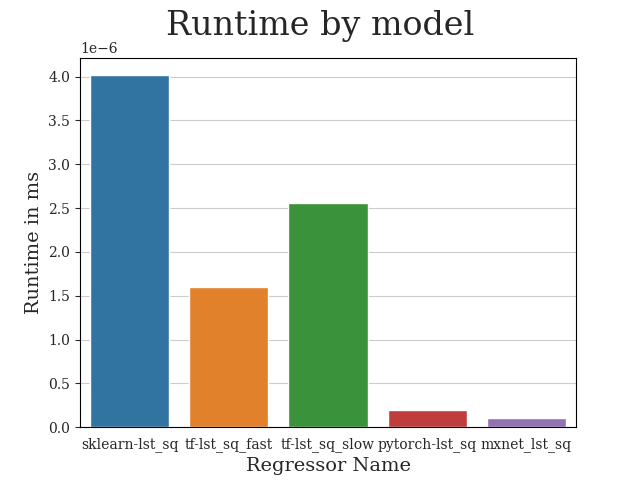 Runtime by model
1e−6
4.0
3.5
3.0
2.5
2.0
1.5
1.0
0.5
0.0
Runtime in ms
sklearn-lst_sq tf-lst_sq_fast tf-lst_sq_slow pytorch-lst_sq mxnet_lst_sq
Regressor Name